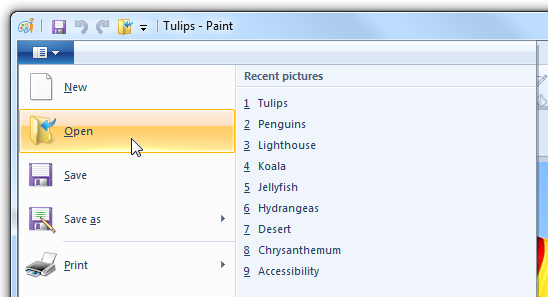 Tulips - Paint
New
Open
Save
Save as
Print
Recent pictures
1 Tulips
2 Penguins
3 Lighthouse
4 Koala
5 Jellyfish
6 Hydrangeas
7 Desert
8 Chrysanthemum
9 Accessibility